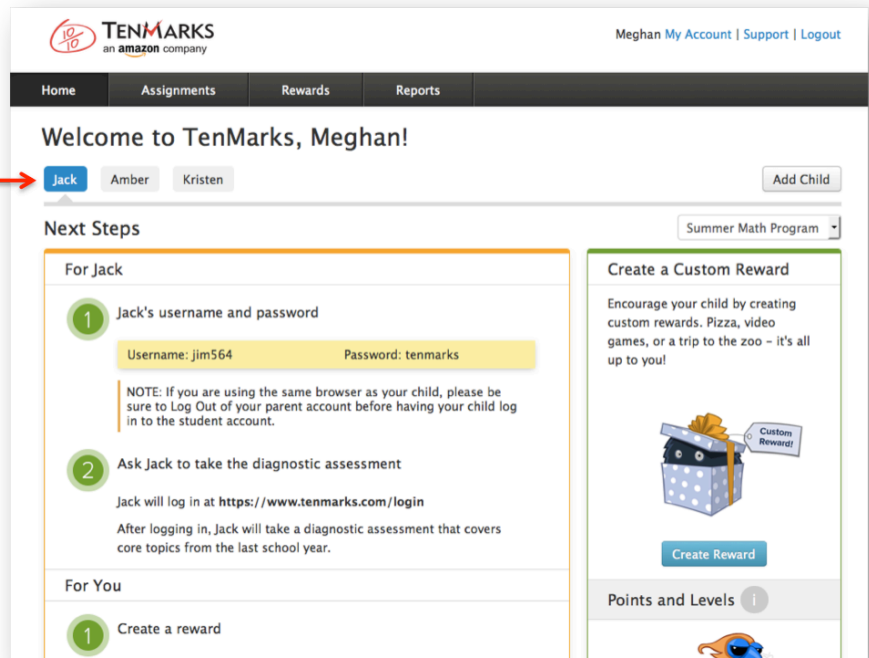 10/10 TENMARKS
an amazon company
Meghan My Account | Support | Logout
Home Assignments Rewards Reports
Welcome to TenMarks, Meghan!
Jack Amber Kristen Add Child
Next Steps
Summer Math Program
For Jack
1 Jack's username and password
Username: jim564 Password: tenmarks
NOTE: If you are using the same browser as your child, please be
sure to Log Out of your parent account before having your child log
in to the student account.
2 Ask Jack to take the diagnostic assessment
Jack will log in at https://www.tenmarks.com/login
After logging in, Jack will take a diagnostic assessment that covers
core topics from the last school year.
For You
1 Create a reward
Create a Custom Reward
Encourage your child by creating
custom rewards. Pizza, video
games, or a trip to the zoo – it's all
up to you!
Custom
Reward!
Create Reward
Points and Levels i